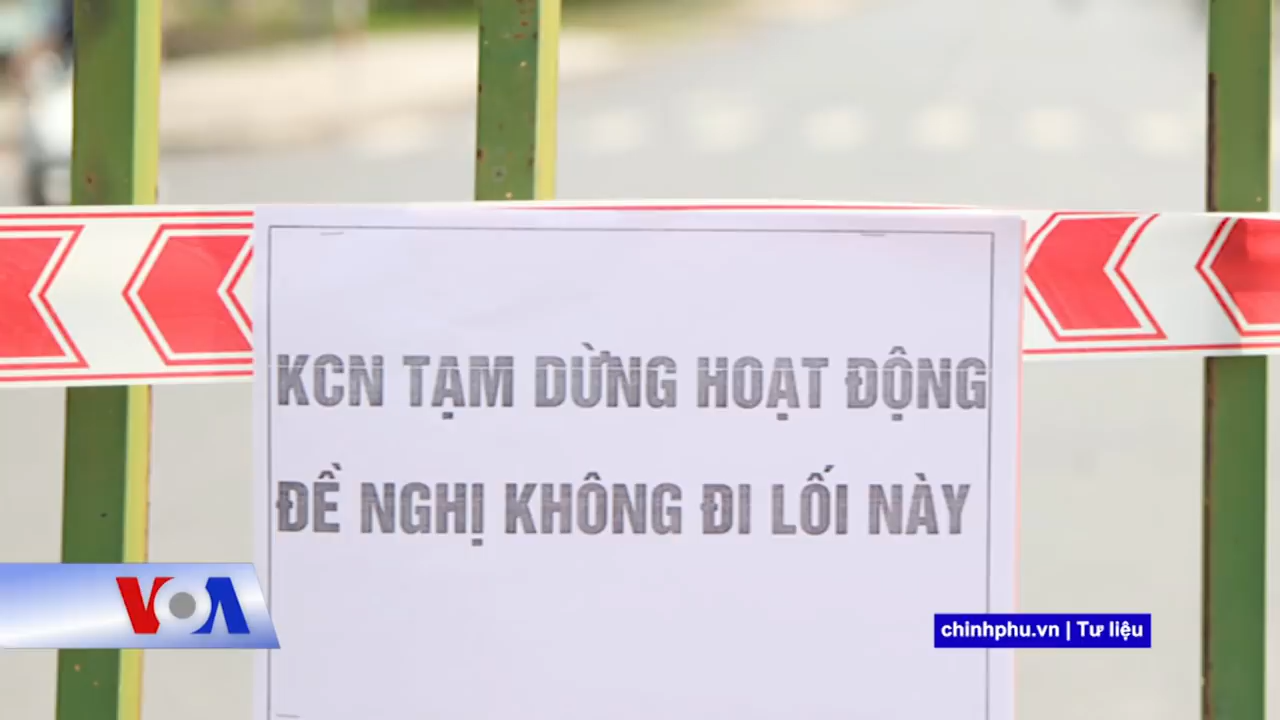 KCN TẠM DỪNG HOẠT ĐỘNG
ĐỀ NGHỊ KHÔNG ĐI LỐI NÀY
VOA
chinhphu.vn | Tư liệu